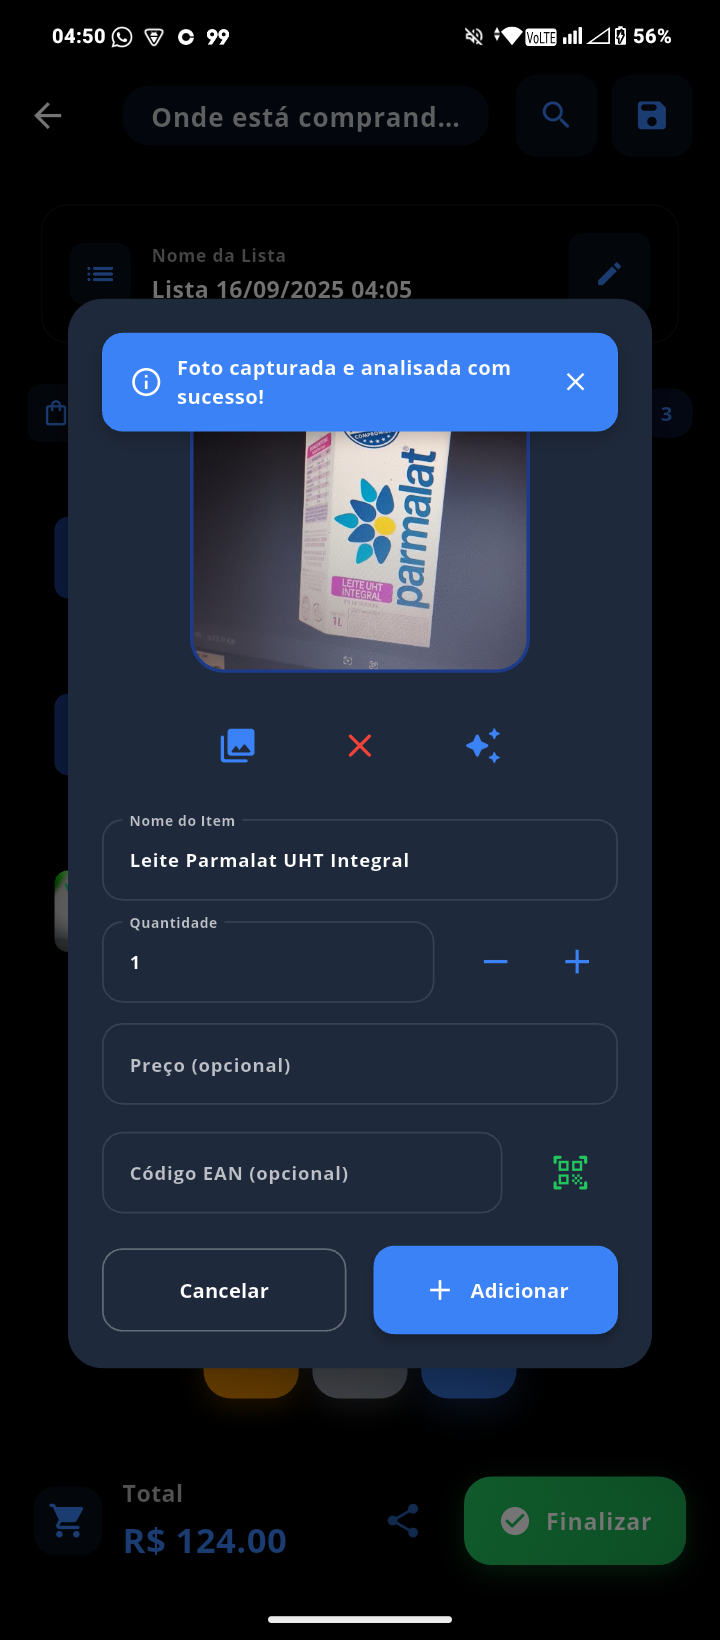 04:50 99 VoLTE 56%
Onde está comprand...
Nome da Lista
Lista 16/09/2025 04:05
Foto capturada e analisada com
sucesso!
3
parmalat
LEITE UHT
INTEGRAL
1L
Nome do Item
Leite Parmalat UHT Integral
Quantidade
1
Preço (opcional)
Código EAN (opcional)
Cancelar
Adicionar
Total
R$ 124.00
Finalizar